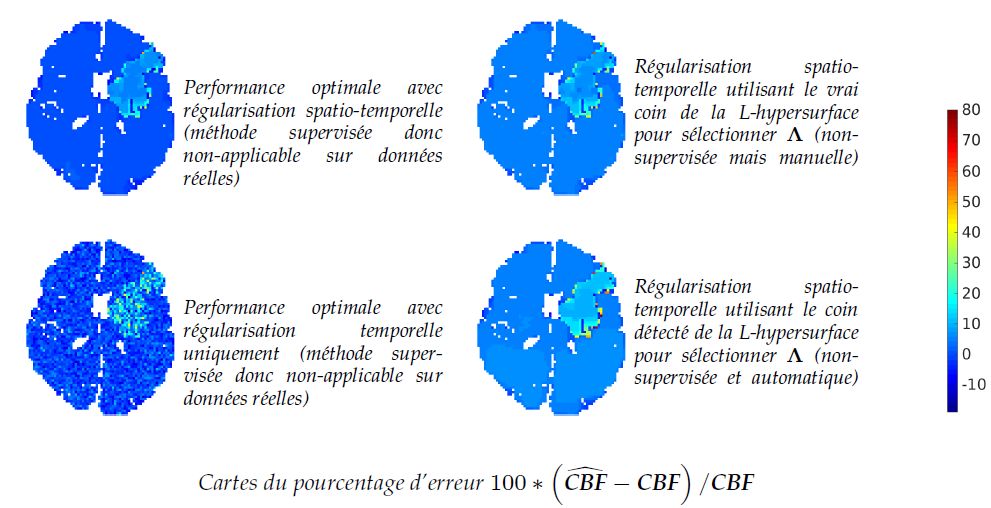 Performance optimale avec
régularisation spatio-temporelle
(méthode supervisée donc
non-applicable sur données
réelles)
Régularisation spatio-
temporelle utilisant le vrai
coin de la L-hypersurface
pour sélectionner Λ (non-
supervisée mais manuelle)
Performance optimale avec
régularisation temporelle
uniquement (méthode super-
visée donc non-applicable sur
données réelles)
Régularisation spatio-
temporelle utilisant le coin
détecté de la L-hypersurface
pour sélectionner Λ (non-
supervisée et automatique)
80
70
60
50
40
30
20
10
0
-10
Cartes du pourcentage d'erreur 100 ∗ (\widehat{CBF} − CBF) / CBF